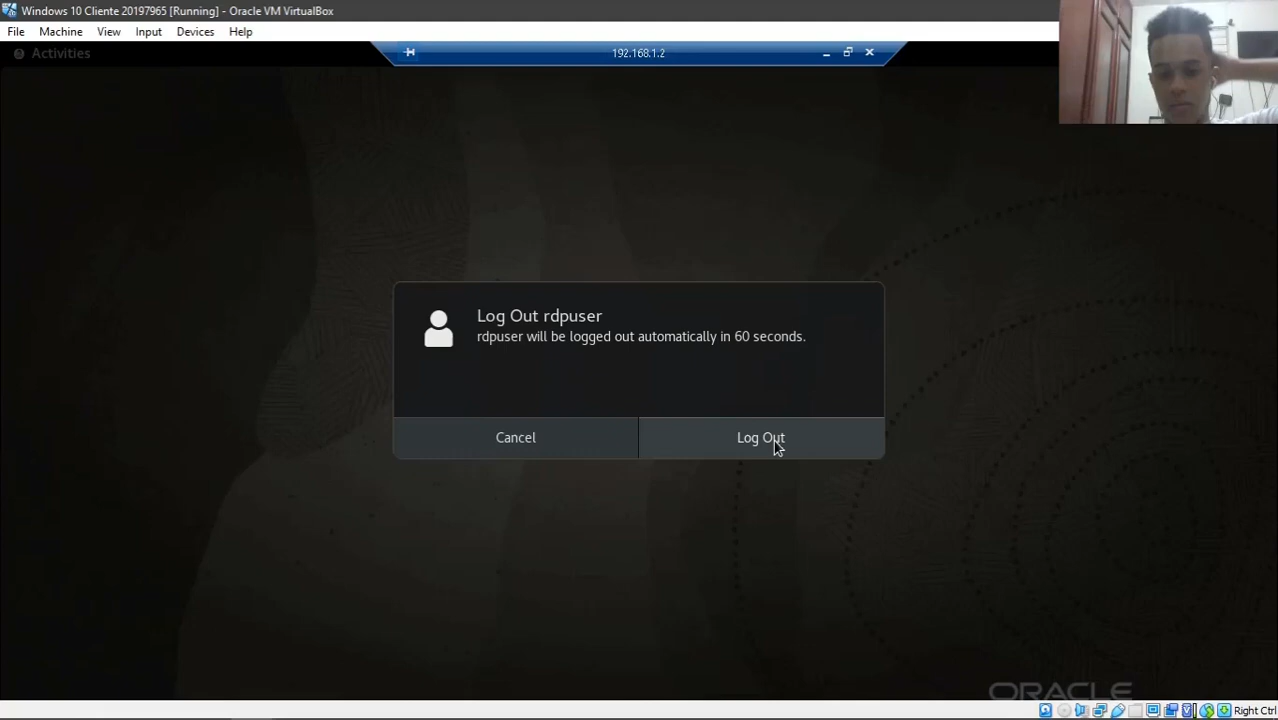 Windows 10 Cliente 20197965 [Running] - Oracle VM VirtualBox
File Machine View Input Devices Help
Activities
192.168.1.2
Log Out rdpuser
rdpuser will be logged out automatically in 60 seconds.
Cancel Log Out
ORACLE
Right Ctrl